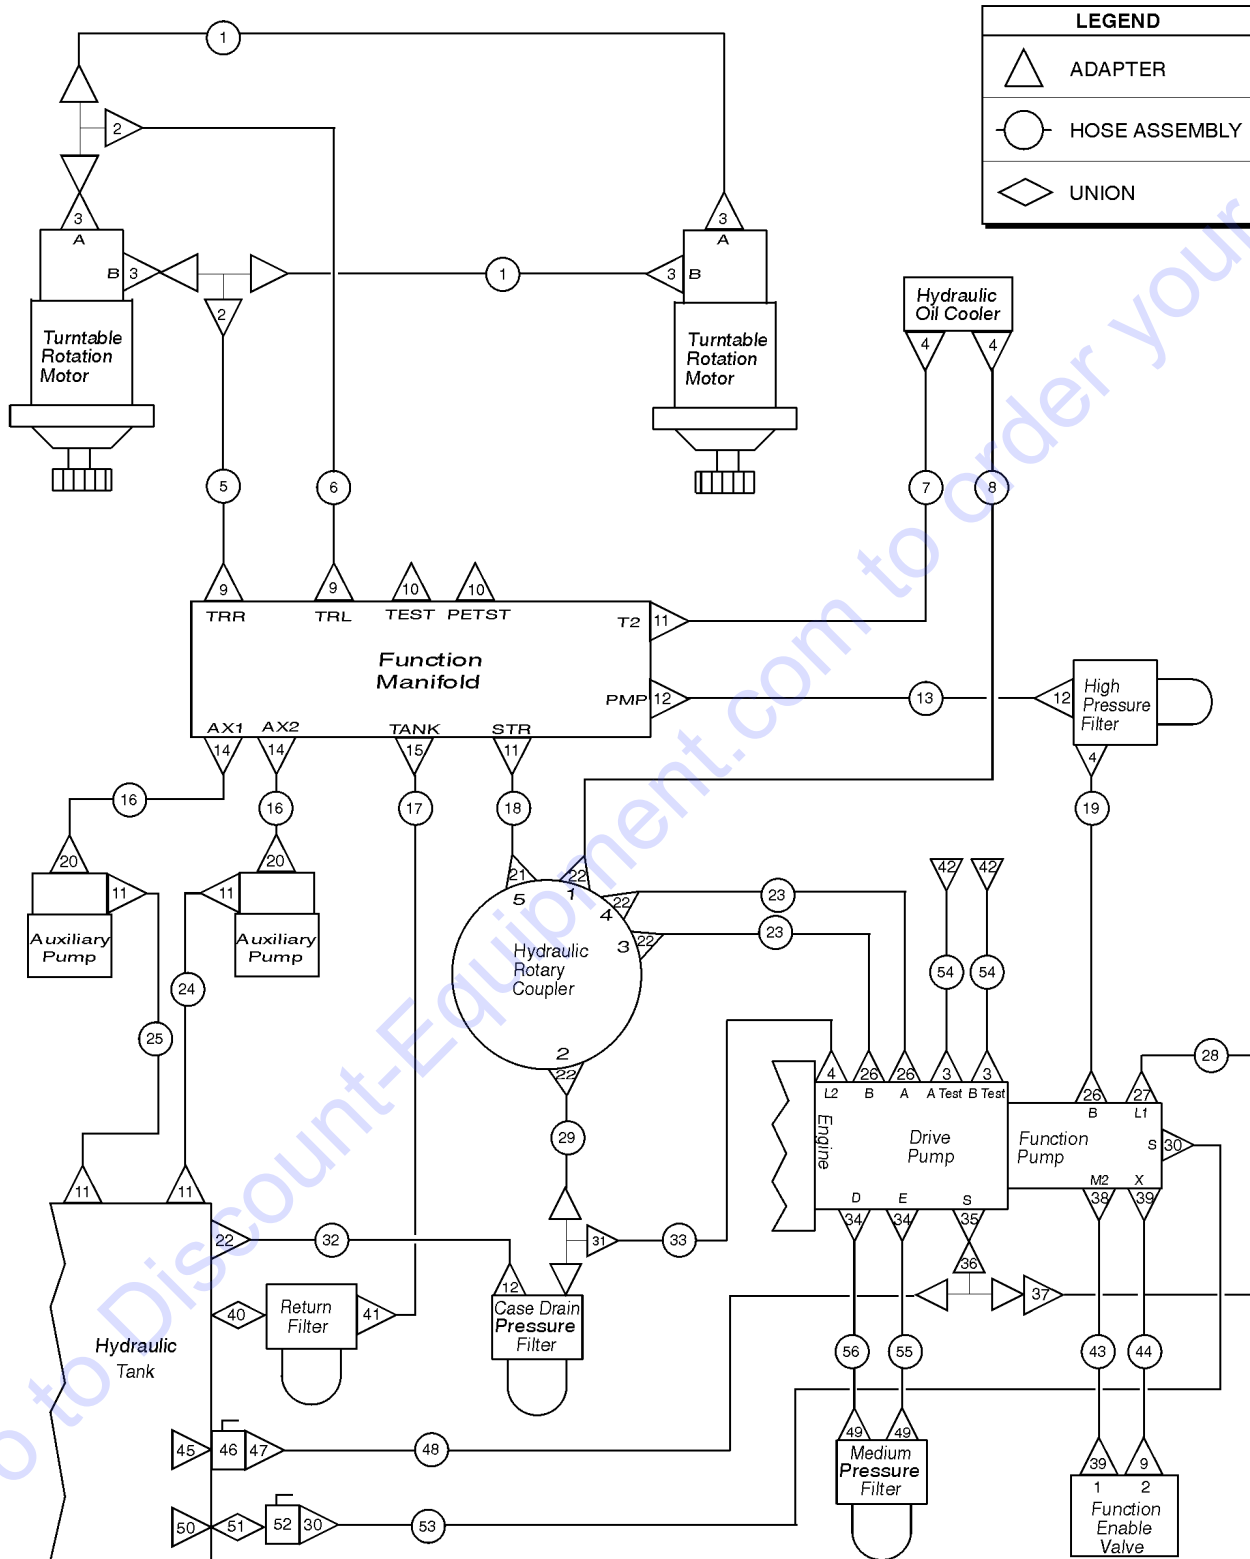 LEGEND
ADAPTER
HOSE ASSEMBLY
UNION
1
2
3
A
B 3
2
1
3
A
3 B
Turntable
Rotation
Motor
Turntable
Rotation
Motor
Hydraulic
Oil Cooler
4
4
5
6
7
8
9
9
10
10
TRR
TRL
TEST
PETST
T2
11
Function
Manifold
PMP
12
13
12
High
Pressure
Filter
4
AX1
AX2
TANK
STR
14
14
15
11
16
16
17
18
19
20
20
11
11
Auxiliary
Pump
Auxiliary
Pump
21
22
5
1
4
22
3
22
23
23
Hydraulic
Rotary
Coupler
2
22
42
42
54
54
24
25
29
4
26
26
3
3
26
27
28
L2
B
A
A Test
B Test
B
L1
Engine
Drive
Pump
Function
Pump
S
30
D
E
S
M2
X
34
34
35
38
39
36
37
11
11
22
32
31
33
12
40
Return
Filter
41
Case Drain
Pressure
Filter
Hydraulic
Tank
56
55
43
44
45
46
47
48
49
49
Medium
Pressure
Filter
39
9
1
2
Function
Enable
Valve
50
51
52
30
53
to Discount-Equipment.com to order your